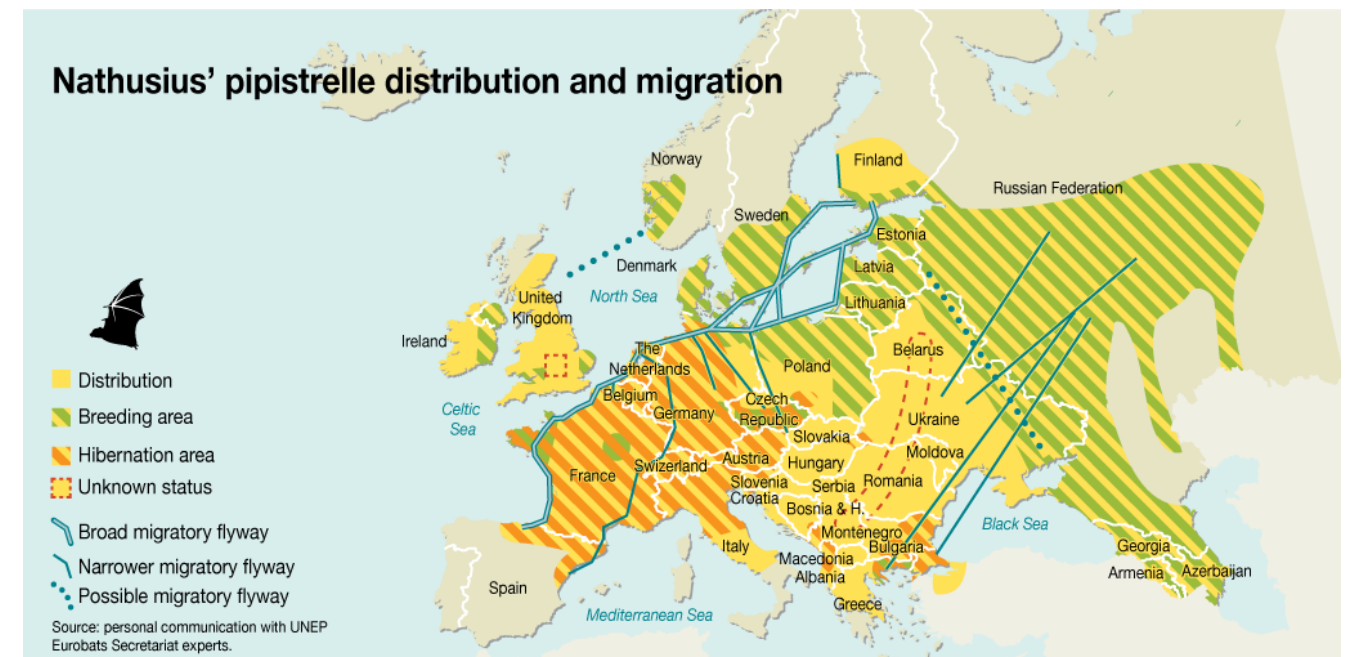 Nathusius' pipistrelle distribution and migration
Norway
Finland
Russian Federation
Sweden
Estonia
Denmark
Latvia
North Sea
United
Kingdom
Lithuania
Ireland
The
Netherlands
Belarus
Poland
Belgium
Czech
Republic
Celtic
Sea
Germany
Ukraine
Slovakia
Moldova
Austria
Hungary
Swizerland
France
Slovenia
Serbia
Romania
Croatia
Bosnia & H.
Black Sea
Montenegro
Bulgaria
Italy
Georgia
Macedonia
Armenia
Azerbaijan
Albania
Spain
Greece
Mediterranean Sea
Distribution
Breeding area
Hibernation area
Unknown status
Broad migratory flyway
Narrower migratory flyway
Possible migratory flyway
Source: personal communication with UNEP
Eurobats Secretariat experts.